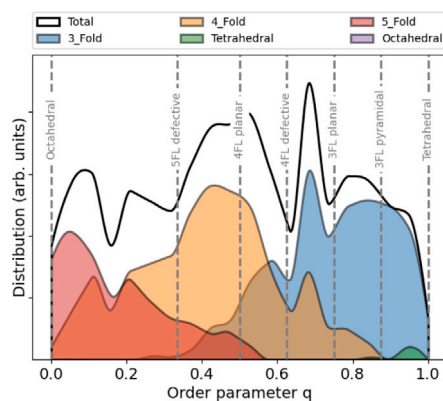 Total
3_Fold
4_Fold
Tetrahedral
5_Fold
Octahedral
Distribution (arb. units)
Octahedral
5FL defective
4FL planar
4FL defective
3FL planar
3FL pyramidal
Tetrahedral
0.0
0.2
0.4
0.6
0.8
1.0
Order parameter q